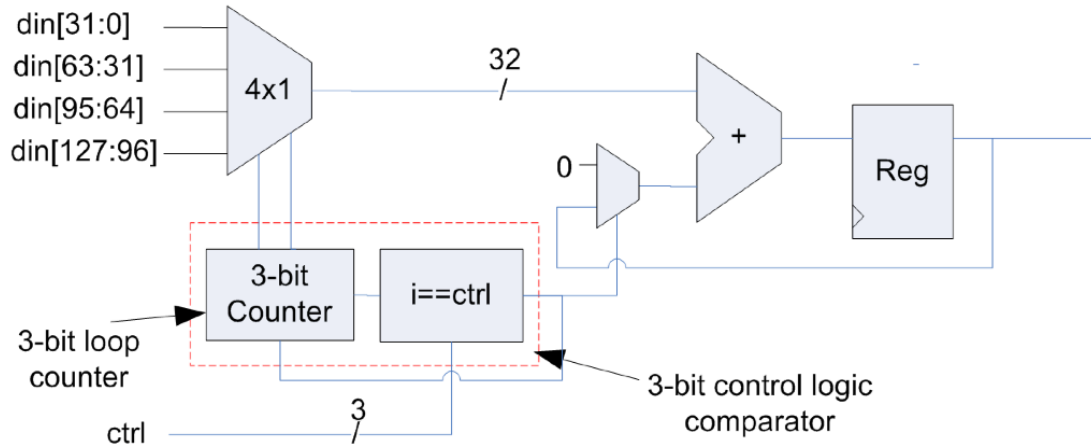 din[31:0]
din[63:31]
din[95:64]
din[127:96]
4x1
32
0
+
Reg
3-bit
Counter
i==ctrl
3-bit loop
counter
3-bit control logic
comparator
ctrl
3